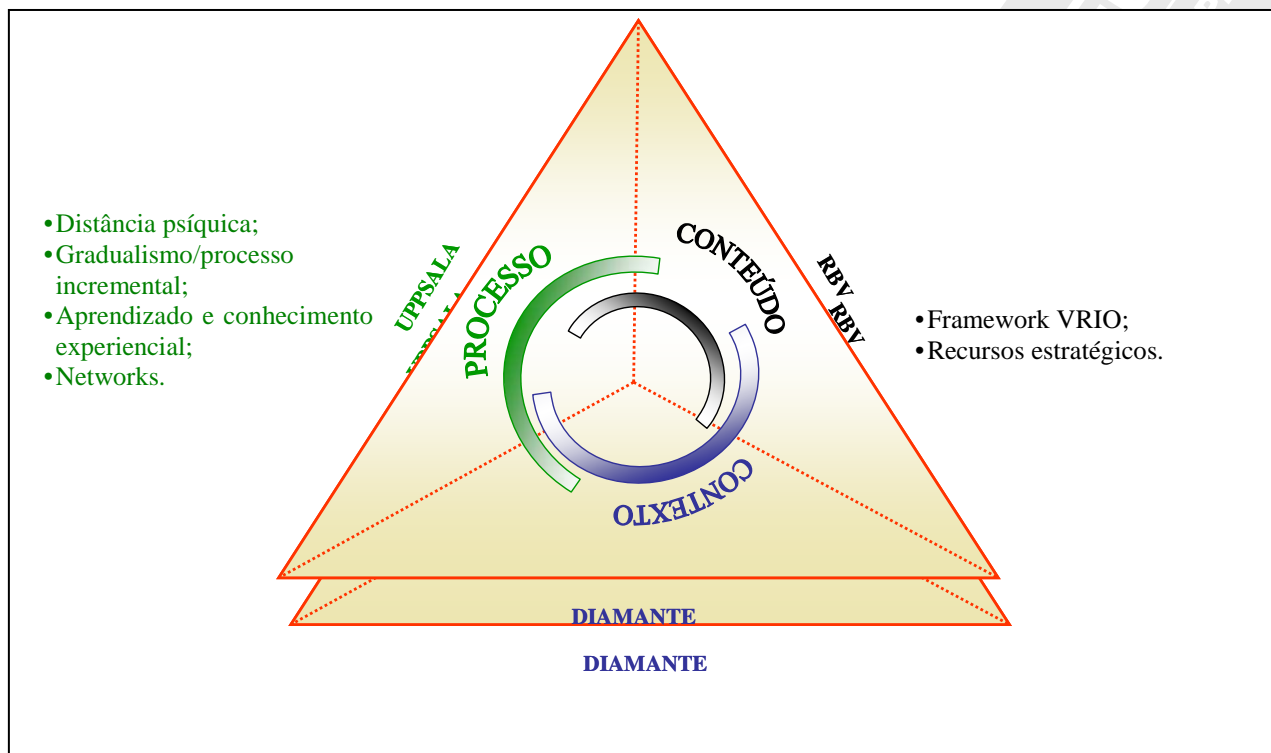 •Distância psíquica;
•Gradualismo/processo
incremental;
•Aprendizado e conhecimento
experiencial;
•Networks.
UPPSALA
UPPSALA
PROCESSO
CONTEÚDO
CONTEXTO
RBV
RBV
•Framework VRIO;
•Recursos estratégicos.
DIAMANTE
DIAMANTE